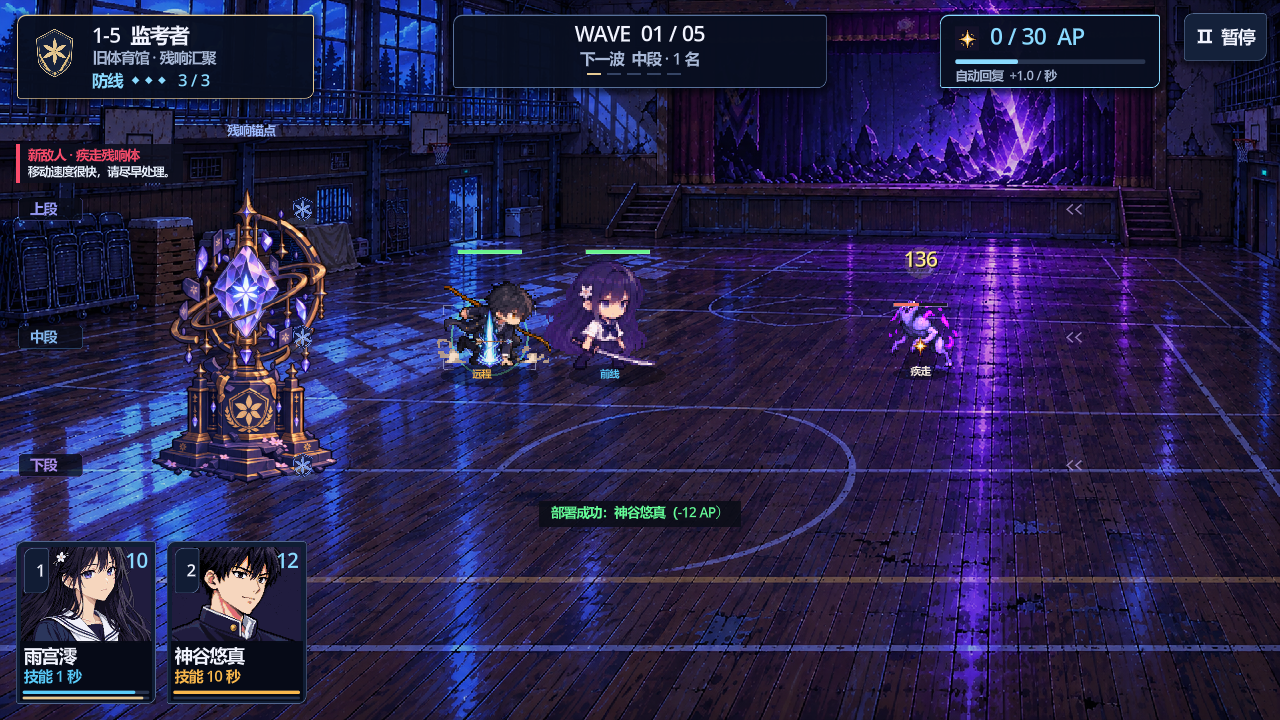 1-5 监考者
旧体育馆 · 残响汇聚
防线 3 / 3
WAVE 01 / 05
下一波 中段 · 1 名
0 / 30 AP
自动回复 +1.0 / 秒
暂停
残响锚点
新敌人 · 疾走残响体
移动速度很快，请尽早处理。
上段
中段
下段
136
远程
前线
疾走
部署成功：神谷悠真（-12 AP）
1
10
雨宫澪
技能 1 秒
2
12
神谷悠真
技能 10 秒